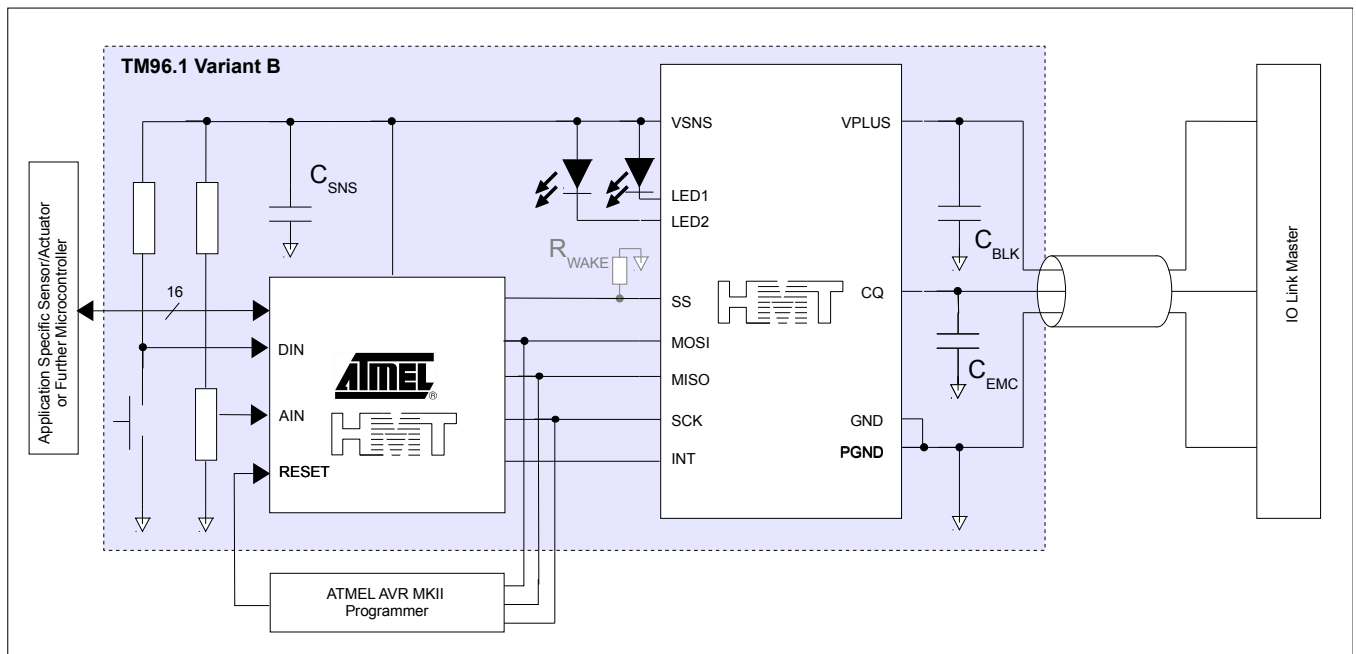 TM96.1 Variant B
Application Specific Sensor/Actuator
or Further Microcontroller
16
C SNS
DIN
AIN
RESET
ATMEL
®
HMT
R WAKE
VSNS
LED1
LED2
SS
MOSI
MISO
SCK
INT
HMT
VPLUS
CQ
GND
PGND
C BLK
C EMC
IO Link Master
ATMEL AVR MKII
Programmer